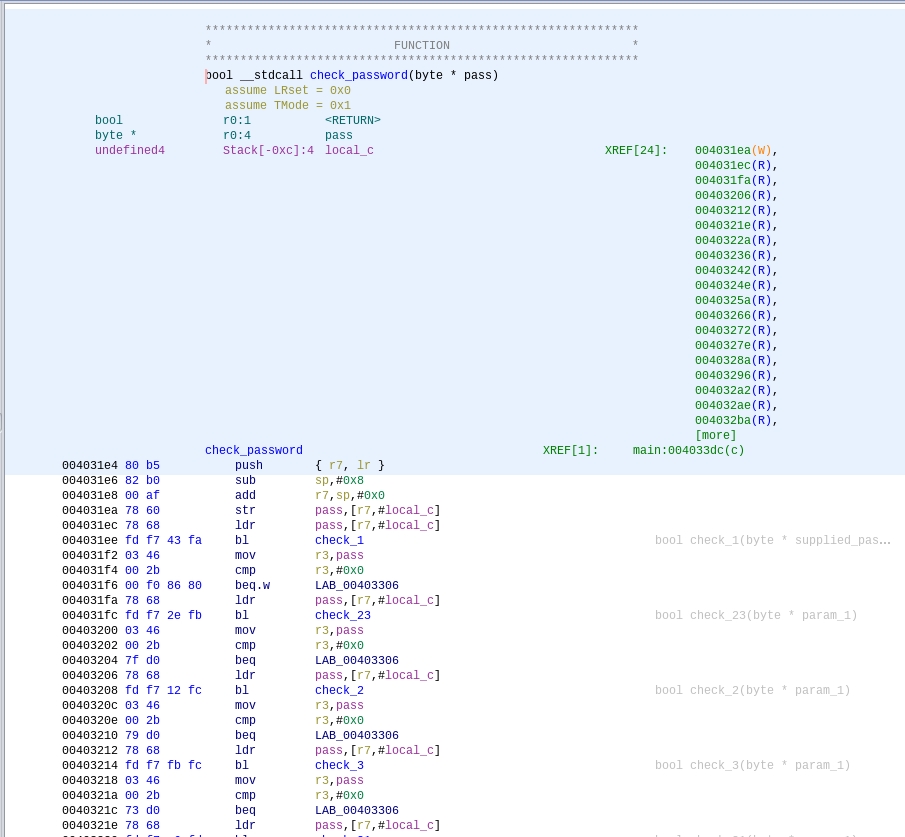 **************************************************************
*                          FUNCTION                          *
**************************************************************
bool __stdcall check_password(byte * pass)
assume LRset = 0x0
assume TMode = 0x1
bool r0:1 <RETURN>
byte * r0:4 pass
undefined4 Stack[-0xc]:4 local_c XREF[24]: 004031ea(W),
004031ec(R),
004031fa(R),
00403206(R),
00403212(R),
0040321e(R),
0040322a(R),
00403236(R),
00403242(R),
0040324e(R),
0040325a(R),
00403266(R),
00403272(R),
0040327e(R),
0040328a(R),
00403296(R),
004032a2(R),
004032ae(R),
004032ba(R),
[more]
check_password XREF[1]: main:004033dc(c)
004031e4 80 b5 push { r7, lr }
004031e6 82 b0 sub sp,#0x8
004031e8 00 af add r7,sp,#0x0
004031ea 78 60 str pass,[r7,#local_c]
004031ec 78 68 ldr pass,[r7,#local_c]
004031ee fd f7 43 fa bl check_1 bool check_1(byte * supplied_pas...
004031f2 03 46 mov r3,pass
004031f4 00 2b cmp r3,#0x0
004031f6 00 f0 86 80 beq.w LAB_00403306
004031fa 78 68 ldr pass,[r7,#local_c]
004031fc fd f7 2e fb bl check_23 bool check_23(byte * param_1)
00403200 03 46 mov r3,pass
00403202 00 2b cmp r3,#0x0
00403204 7f d0 beq LAB_00403306
00403206 78 68 ldr pass,[r7,#local_c]
00403208 fd f7 12 fc bl check_2 bool check_2(byte * param_1)
0040320c 03 46 mov r3,pass
0040320e 00 2b cmp r3,#0x0
00403210 79 d0 beq LAB_00403306
00403212 78 68 ldr pass,[r7,#local_c]
00403214 fd f7 fb fc bl check_3 bool check_3(byte * param_1)
00403218 03 46 mov r3,pass
0040321a 00 2b cmp r3,#0x0
0040321c 73 d0 beq LAB_00403306
0040321e 78 68 ldr pass,[r7,#local_c]